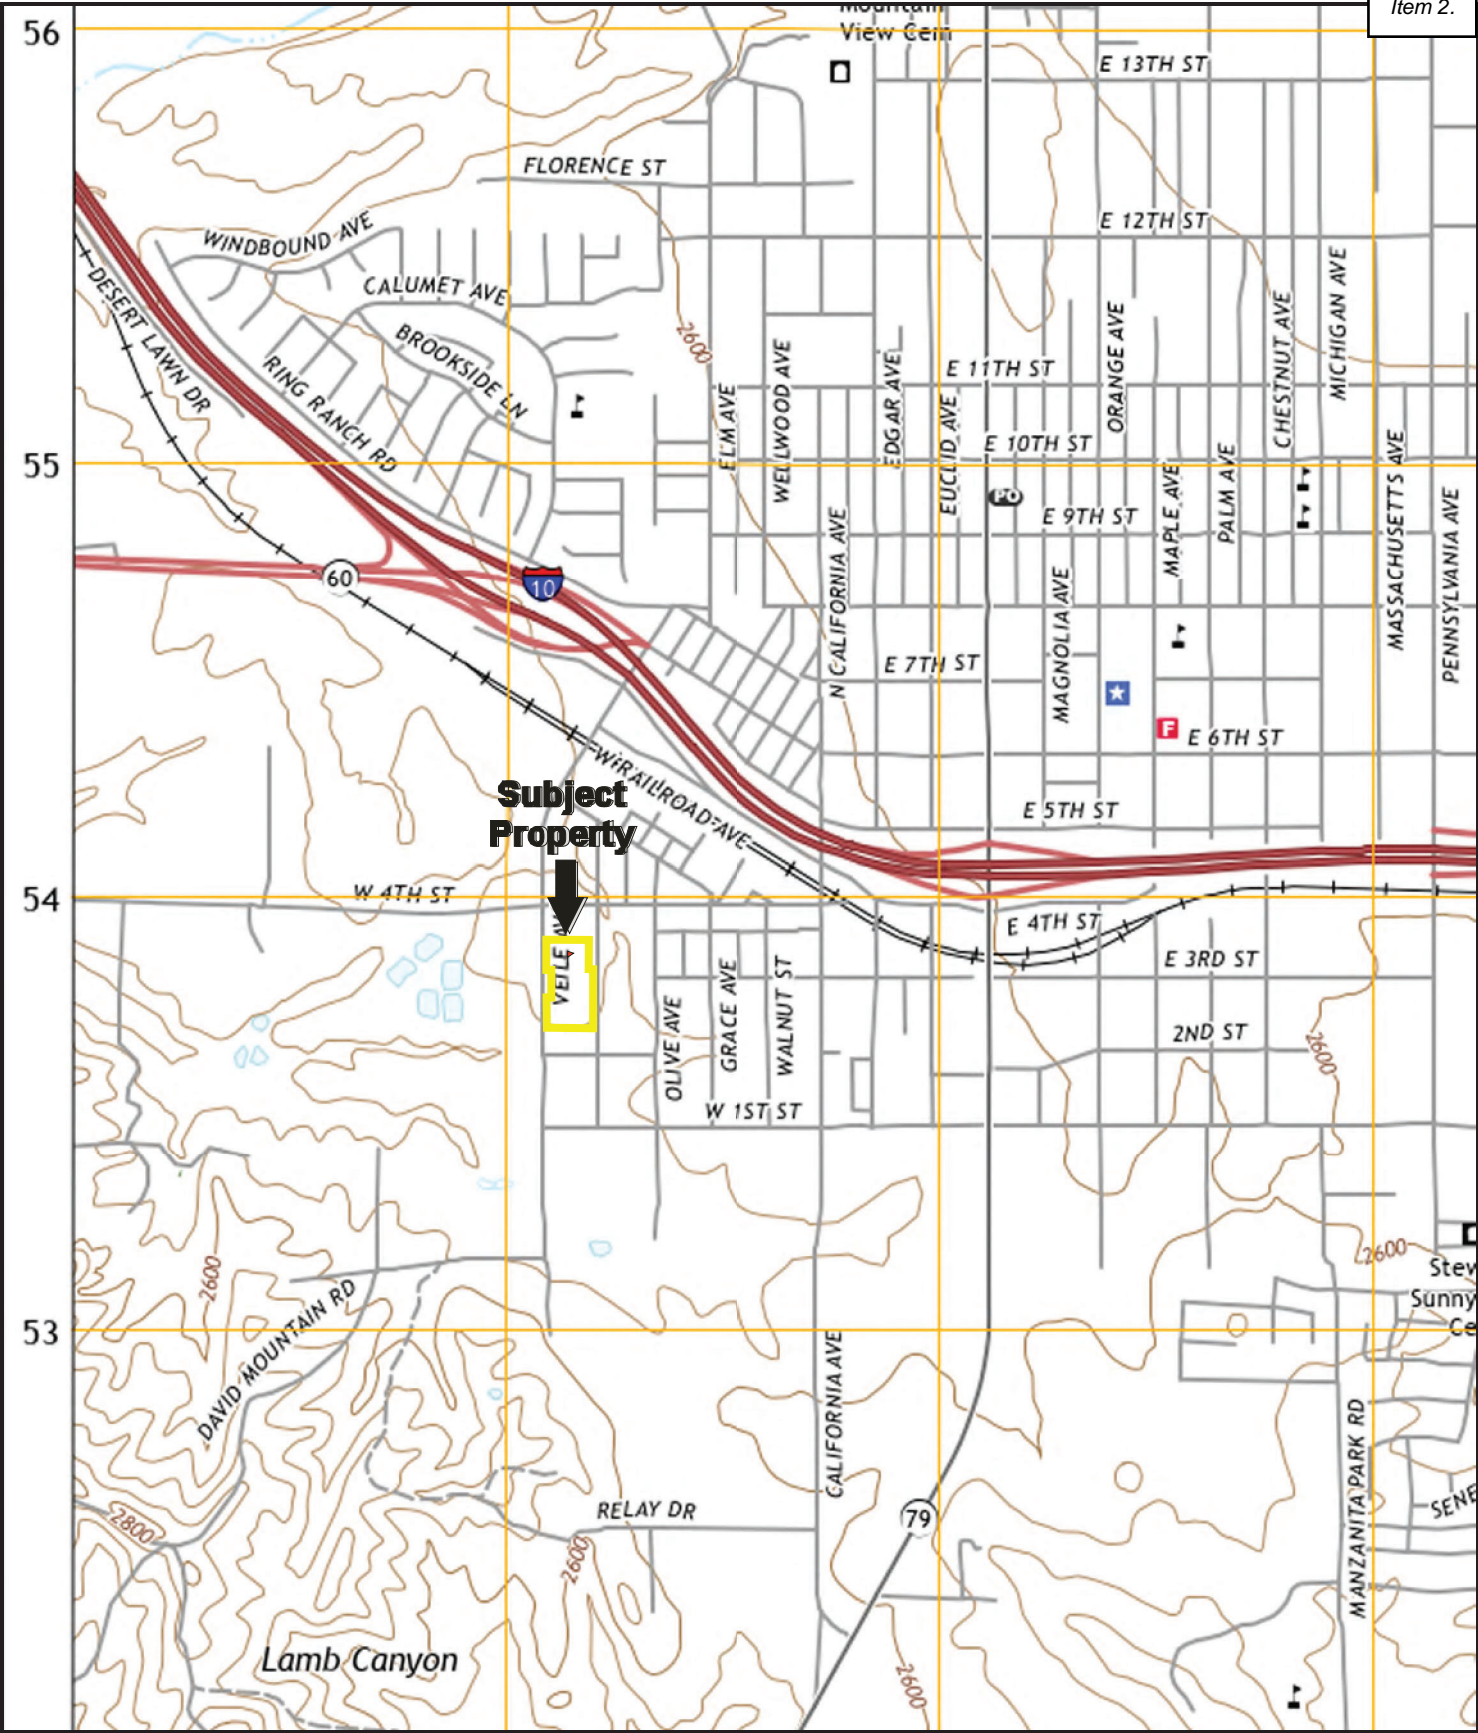 Item 2.
56
Mountain
View Cem
E 13TH ST
FLORENCE ST
E 12TH ST
WINDBOUND AVE
CALUMET AVE
DESERT LAWN DR
BROOKSIDE LN
RING RANCH RD
2600
ELM AVE
WELLWOOD AVE
EDGAR AVE
EUCLID AVE
E 11TH ST
ORANGE AVE
CHESTNUT AVE
MICHIGAN AVE
E 10TH ST
55
PO
E 9TH ST
MAPLE AVE
PALM AVE
MASSACHUSETTS AVE
PENNSYLVANIA AVE
60
10
N CALIFORNIA AVE
MAGNOLIA AVE
E 7TH ST
F
E 6TH ST
W RAILROAD AVE
Subject
Property
E 5TH ST
54
W 4TH ST
E 4TH ST
E 3RD ST
OLIVE AVE
GRACE AVE
WALNUT ST
2ND ST
2600
W 1ST ST
2600
2600
Stew
Sunny
Ce
53
DAVID MOUNTAIN RD
CALIFORNIA AVE
MANZANITA PARK RD
SENE
2800
RELAY DR
79
2600
Lamb Canyon
2600